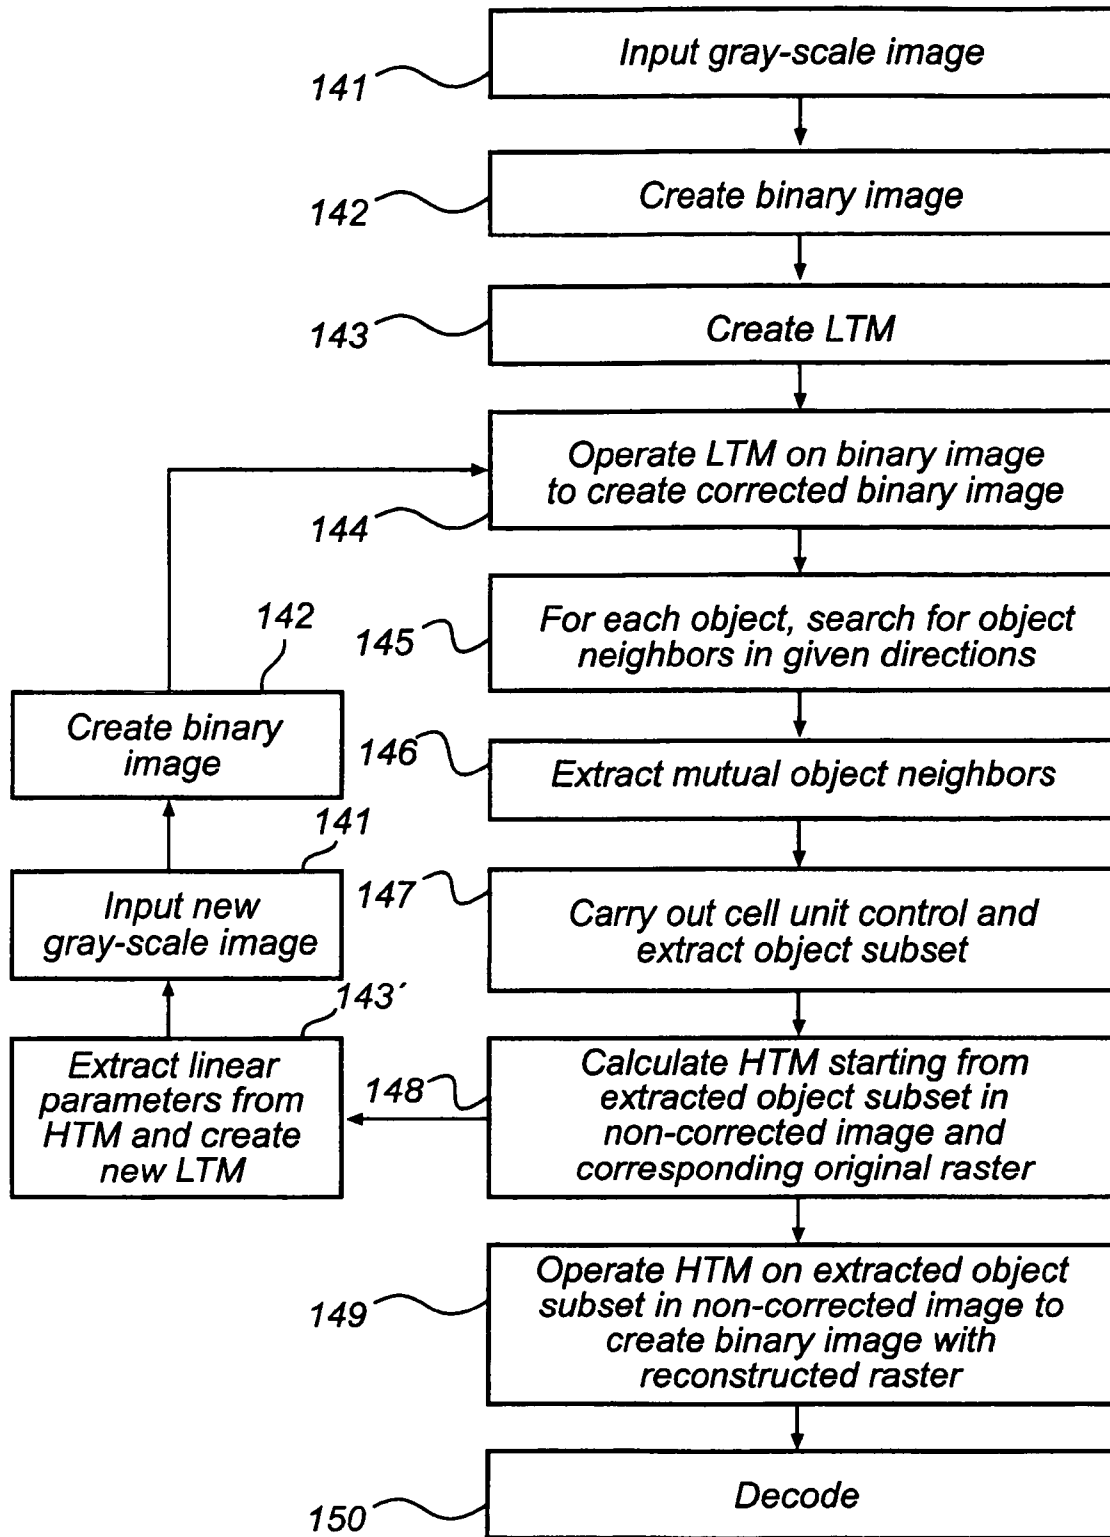 Input gray-scale image
141
Create binary image
142
Create LTM
143
Operate LTM on binary image
to create corrected binary image
144
For each object, search for object
neighbors in given directions
145
Extract mutual object neighbors
146
Carry out cell unit control and
extract object subset
147
Calculate HTM starting from
extracted object subset in
non-corrected image and
corresponding original raster
148
Extract linear
parameters from
HTM and create
new LTM
143´
Input new
gray-scale image
141
Create binary
image
142
Operate HTM on extracted object
subset in non-corrected image to
create binary image with
reconstructed raster
149
Decode
150